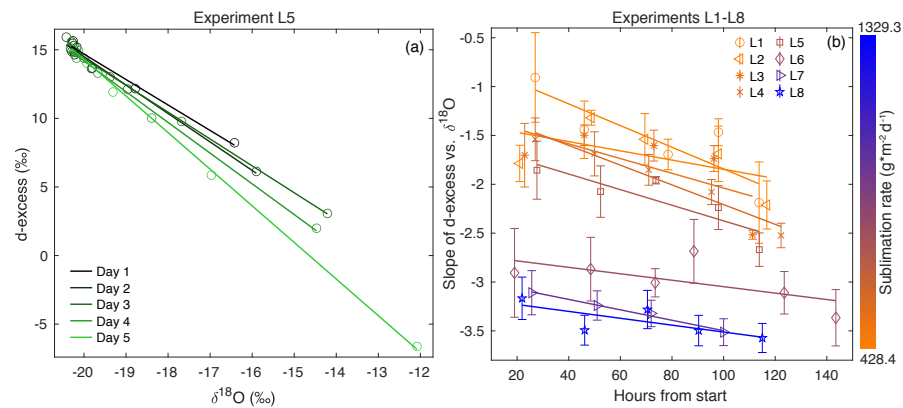 Experiment L5
(a)
d-excess (‰)
15
10
5
0
-5
Day 1
Day 2
Day 3
Day 4
Day 5
-20 -19 -18 -17 -16 -15 -14 -13 -12
δ18O (‰)
Experiments L1-L8
(b)
Slope of d-excess vs. δ18O
-0.5
-1
-1.5
-2
-2.5
-3
-3.5
L1 L5
L2 L6
L3 L7
L4 L8
20 40 60 80 100 120 140
Hours from start
1329.3
Sublimation rate (g*m-2 d-1)
428.4